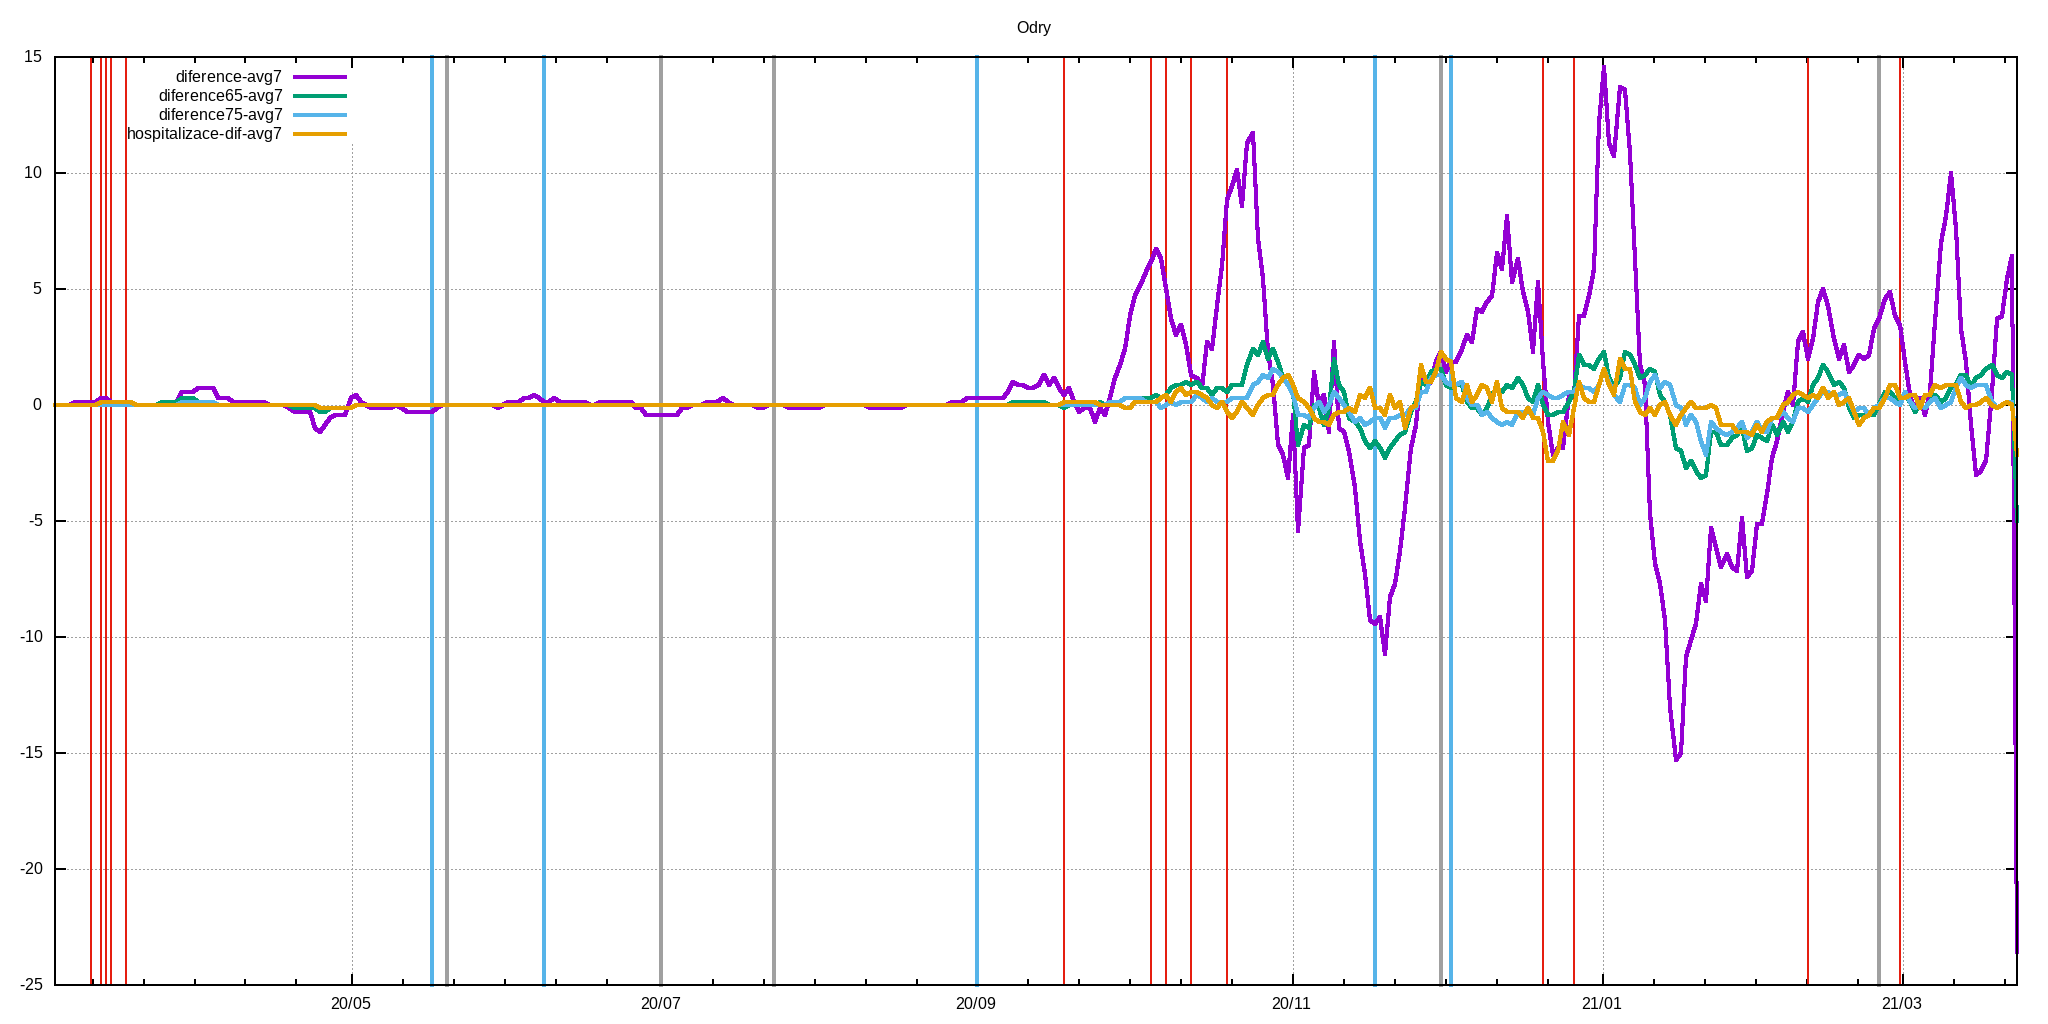 Odry
15
diference-avg7
diference65-avg7
diference75-avg7
hospitalizace-dif-avg7
10
5
0
-5
-10
-15
-20
-25
20/05 20/07 20/09 20/11 21/01 21/03